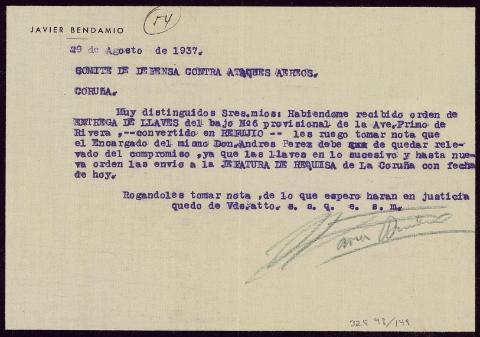 54
JAVIER BENDAMIO
29 de Agosto de 1937.
COMITE DE DEFENSA CONTRA ATAQUES AEREOS.
CORUÑA.
Muy distinguidos Sres.mios: Habiendome recibido orden de
ENTREGA DE LLAVES del bajo Nº6 provisional de la Ave.Primo de
Rivera, --convertido en REFUJIO -- les ruego tomar nota que
el Encargado del mismo Don.Andres Perez debe de quedar rele-
vado del compromiso ,ya que las llaves en lo sucesivo y hasta nue-
va orden las envio a la JEFATURA DE REQUISA de La Coruña con fecha
de hoy.
Rogandoles tomar nota ,de lo que espero haran en justicia
quedo de Vds.atto. s. s. q. e. s. m.
Javier Bendamio